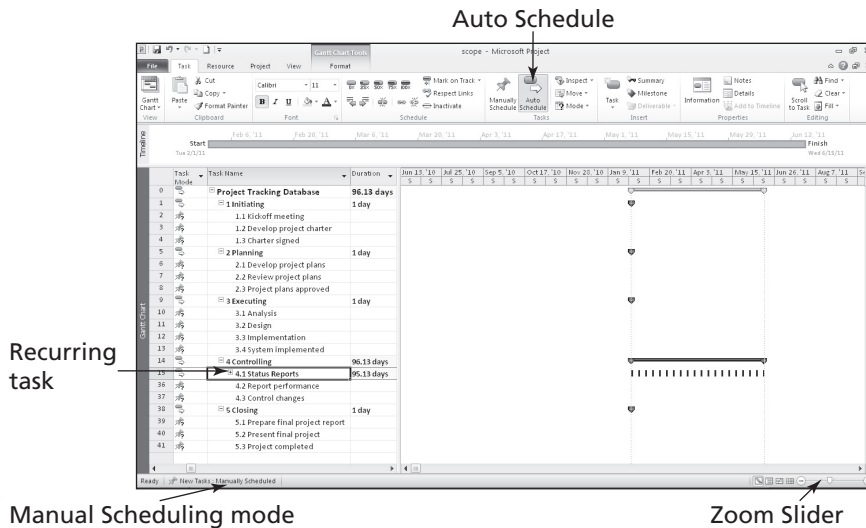 Auto Schedule
Gantt Chart Tools
scope - Microsoft Project
File Task Resource Project View Format
Cut
Copy
Format Painter
Paste
Gantt Chart
Calibri 11
B I U A
Mark on Track
Respect Links
Inactivate
Manually Schedule
Auto Schedule
Inspect
Move
Mode
Task
Summary
Milestone
Deliverable
Information
Notes
Details
Add to Timeline
Scroll to Task
Find
Clear
Fill
View Clipboard Font Schedule Tasks Insert Properties Editing
Timeline
Feb 6, '11 Feb 20, '11 Mar 6, '11 Mar 20, '11 Apr 3, '11 Apr 17, '11 May 1, '11 May 15, '11 May 29, '11 Jun 12, '11
Start
Tue 2/1/11
Finish
Wed 6/15/11
Task Mode Task Name Duration
Jun 13, '10 Jul 25, '10 Sep 5, '10 Oct 17, '10 Nov 28, '10 Jan 9, '11 Feb 20, '11 Apr 3, '11 May 15, '11 Jun 26, '11 Aug 7, '11
S S S S S S S S S S S S S S S S S S S S S S
Gantt Chart
0 Project Tracking Database 96.13 days
1 1 Initiating 1 day
2 1.1 Kickoff meeting
3 1.2 Develop project charter
4 1.3 Charter signed
5 2 Planning 1 day
6 2.1 Develop project plans
7 2.2 Review project plans
8 2.3 Project plans approved
9 3 Executing 1 day
10 3.1 Analysis
11 3.2 Design
12 3.3 Implementation
13 3.4 System implemented
14 4 Controlling 96.13 days
15 4.1 Status Reports 95.13 days
36 4.2 Report performance
37 4.3 Control changes
38 5 Closing 1 day
39 5.1 Prepare final project report
40 5.2 Present final project
41 5.3 Project completed
Recurring
task
Ready New Tasks : Manually Scheduled
Manual Scheduling mode
Zoom Slider